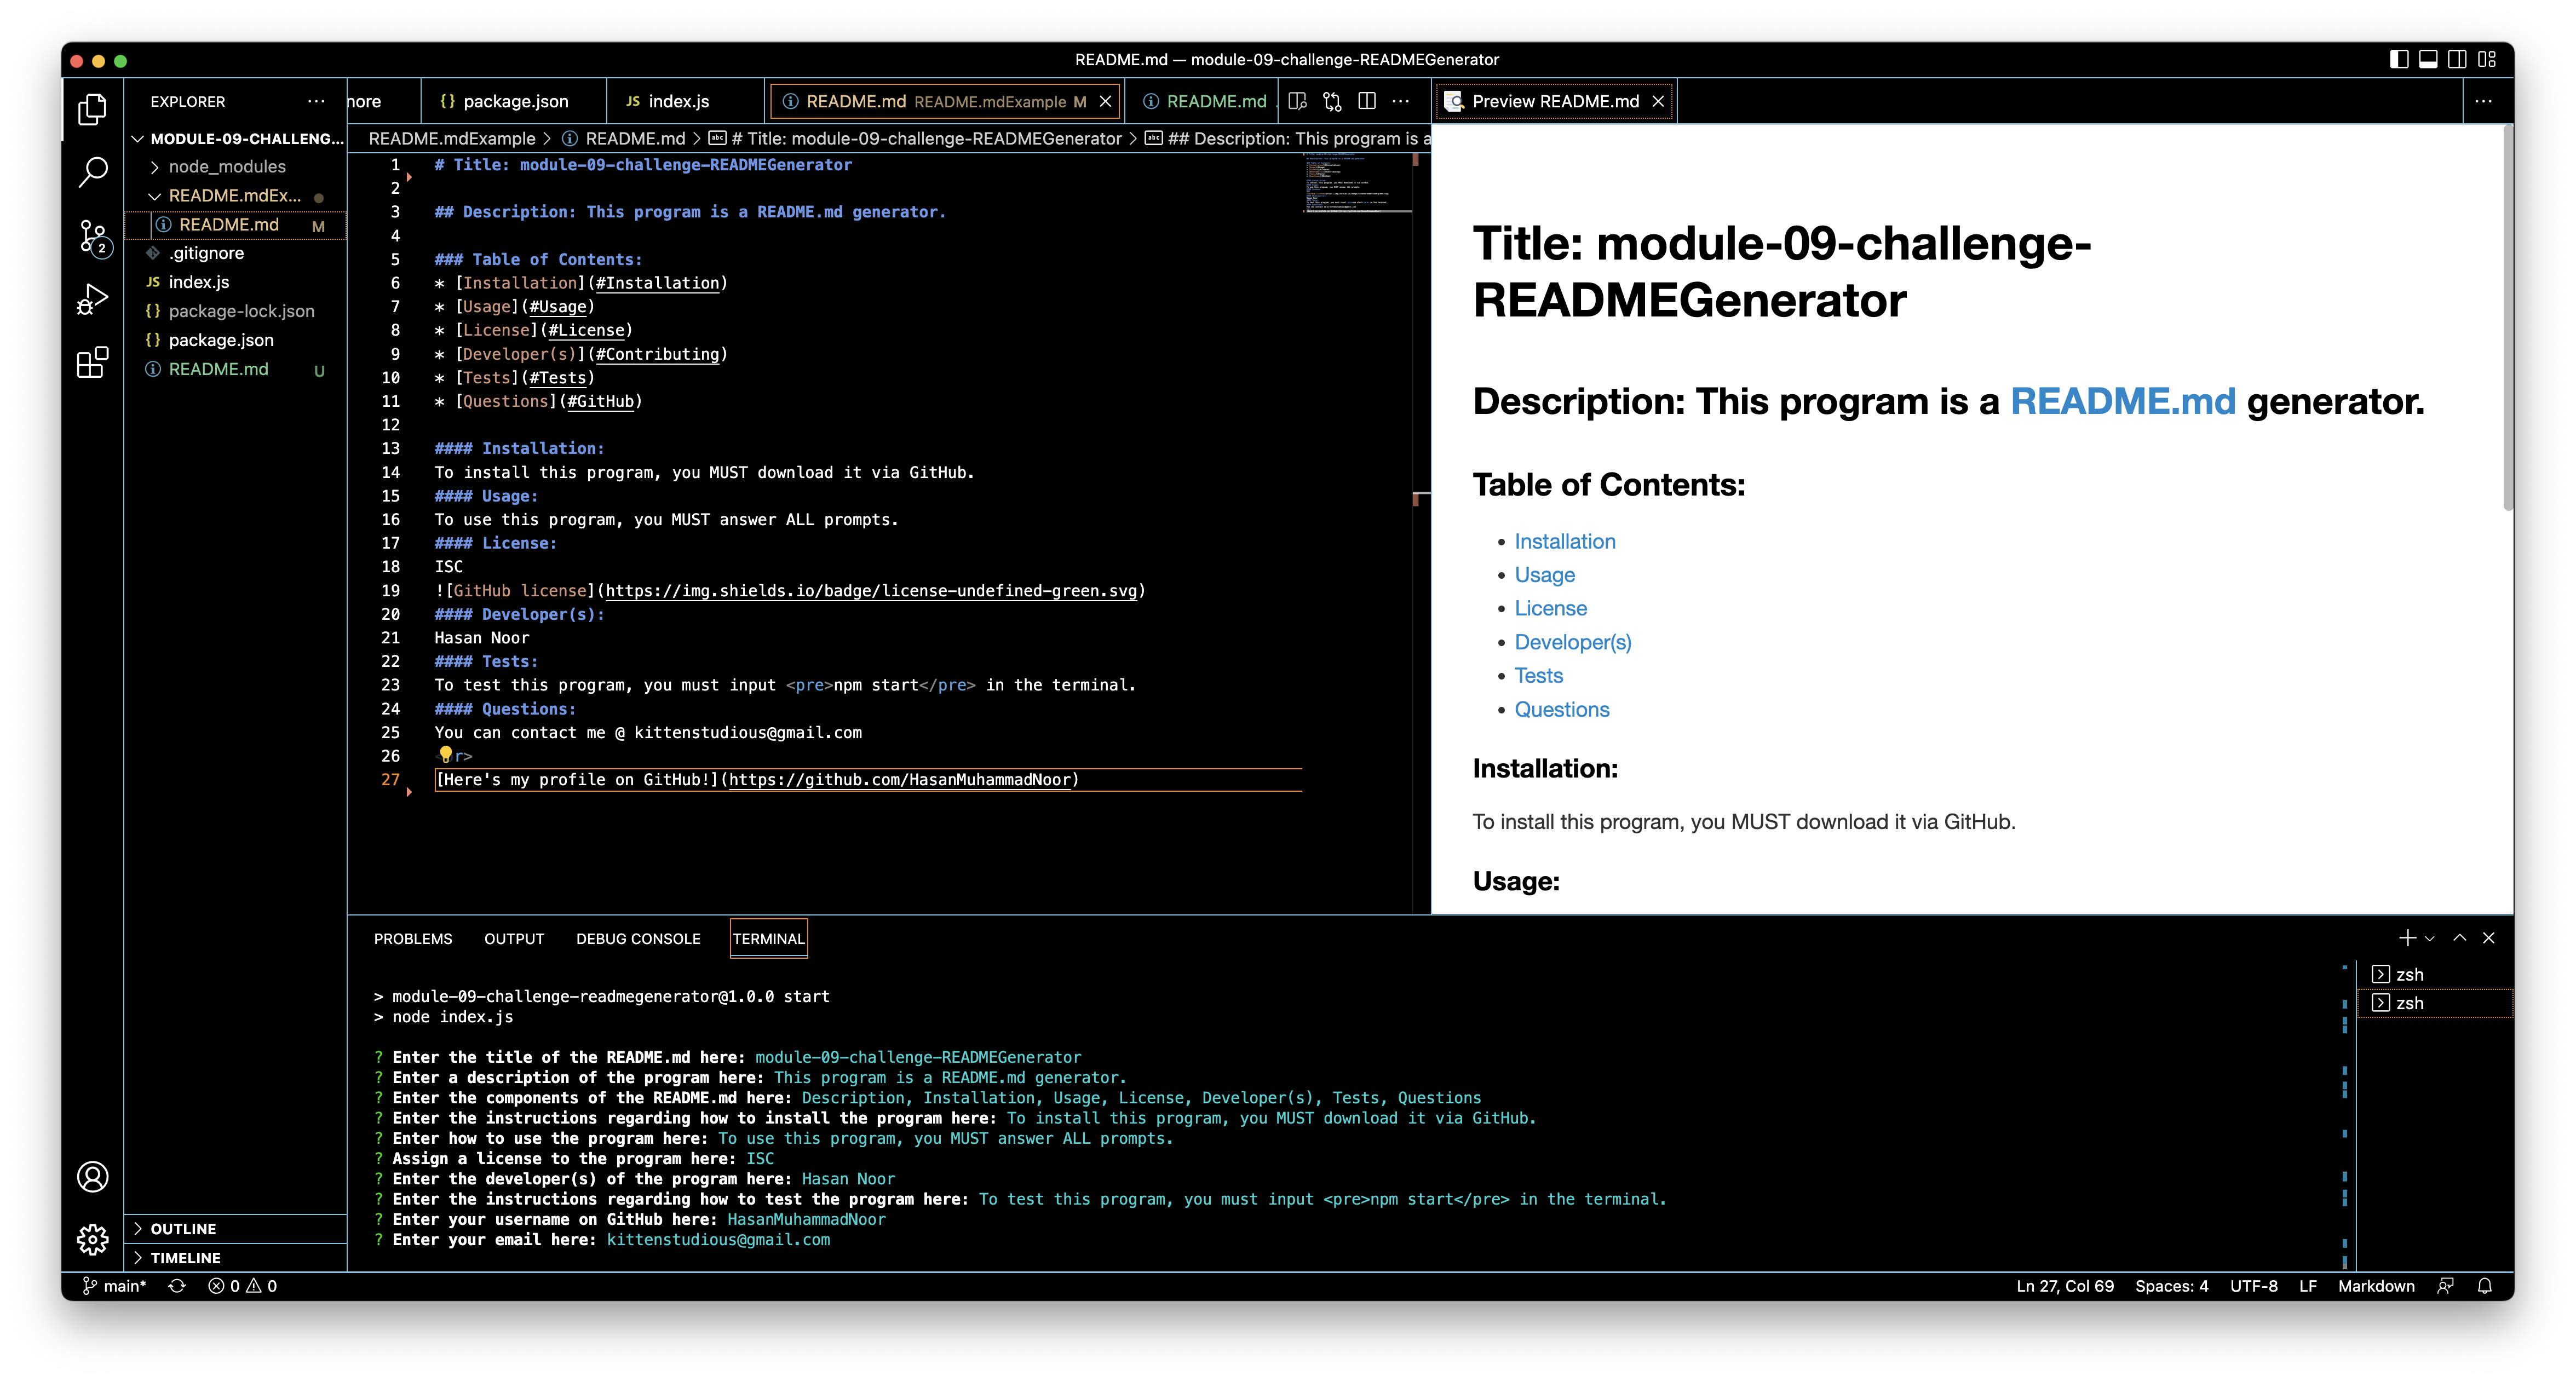 README.md — module-09-challenge-READMEGenerator
EXPLORER
nore
package.json
JS index.js
README.md README.mdExample M
README.md
Preview README.md
MODULE-09-CHALLENG...
node_modules
README.mdEx...
README.md M
.gitignore
JS index.js
package-lock.json
package.json
README.md U
README.mdExample > README.md > # Title: module-09-challenge-READMEGenerator > ## Description: This program is a
1 # Title: module-09-challenge-READMEGenerator
2
3 ## Description: This program is a README.md generator.
4
5 ### Table of Contents:
6 * [Installation](#Installation)
7 * [Usage](#Usage)
8 * [License](#License)
9 * [Developer(s)](#Contributing)
10 * [Tests](#Tests)
11 * [Questions](#GitHub)
12
13 #### Installation:
14 To install this program, you MUST download it via GitHub.
15 #### Usage:
16 To use this program, you MUST answer ALL prompts.
17 #### License:
18 ISC
19 ![GitHub license](https://img.shields.io/badge/license-undefined-green.svg)
20 #### Developer(s):
21 Hasan Noor
22 #### Tests:
23 To test this program, you must input <pre>npm start</pre> in the terminal.
24 #### Questions:
25 You can contact me @ kittenstudious@gmail.com
26 r>
27 [Here's my profile on GitHub!](https://github.com/HasanMuhammadNoor)
Title: module-09-challenge-
READMEGenerator
Description: This program is a README.md generator.
Table of Contents:
• Installation
• Usage
• License
• Developer(s)
• Tests
• Questions
Installation:
To install this program, you MUST download it via GitHub.
Usage:
PROBLEMS OUTPUT DEBUG CONSOLE TERMINAL
> module-09-challenge-readmegenerator@1.0.0 start
> node index.js
? Enter the title of the README.md here: module-09-challenge-READMEGenerator
? Enter a description of the program here: This program is a README.md generator.
? Enter the components of the README.md here: Description, Installation, Usage, License, Developer(s), Tests, Questions
? Enter the instructions regarding how to install the program here: To install this program, you MUST download it via GitHub.
? Enter how to use the program here: To use this program, you MUST answer ALL prompts.
? Assign a license to the program here: ISC
? Enter the developer(s) of the program here: Hasan Noor
? Enter the instructions regarding how to test the program here: To test this program, you must input <pre>npm start</pre> in the terminal.
? Enter your username on GitHub here: HasanMuhammadNoor
? Enter your email here: kittenstudious@gmail.com
zsh
zsh
2
OUTLINE
TIMELINE
main* 0 0
Ln 27, Col 69 Spaces: 4 UTF-8 LF Markdown